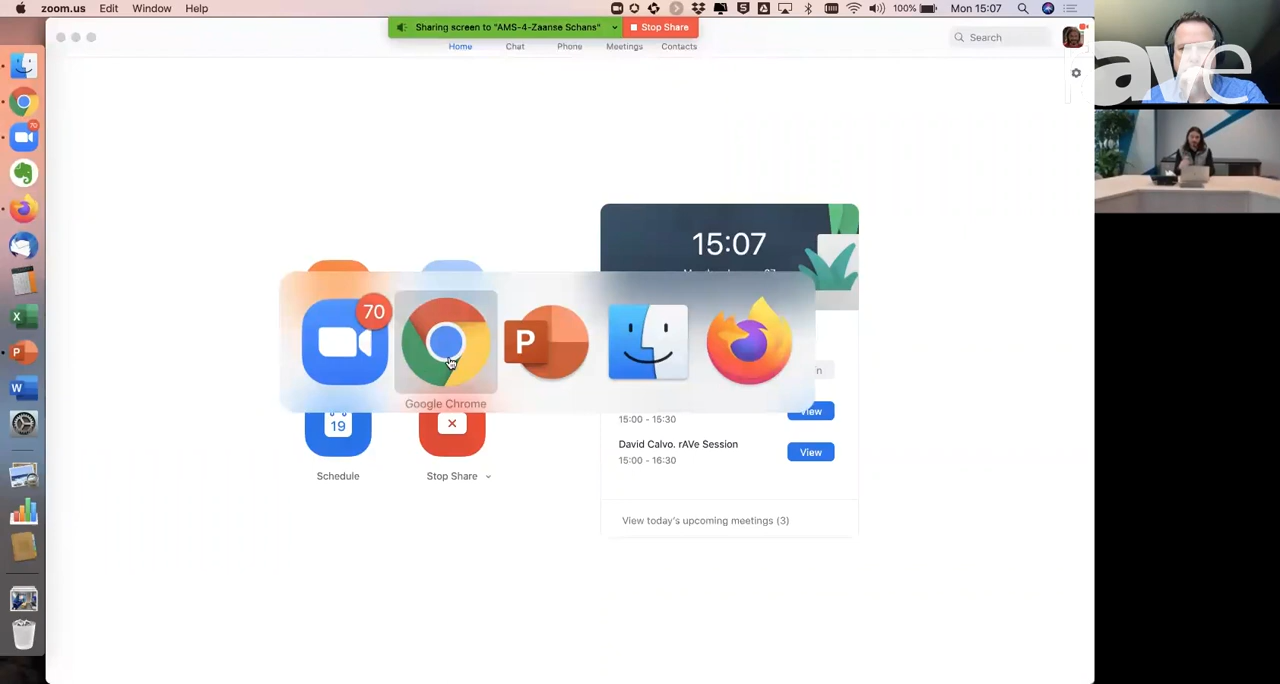 zoom.us Edit Window Help
100% Mon 15:07
Sharing screen to "AMS-4-Zaanse Schans" Stop Share
Home Chat Phone Meetings Contacts
Search
rAVe
70
15:07
70
P
Google Chrome
X
P
W
19
View
15:00 - 15:30
David Calvo. rAVe Session
15:00 - 16:30
View
Schedule
Stop Share
View today's upcoming meetings (3)